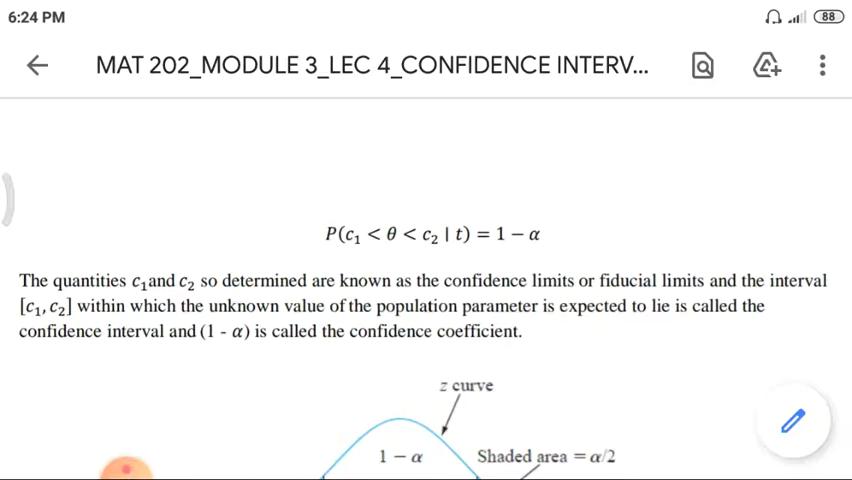 6:24 PM 88
MAT 202_MODULE 3_LEC 4_CONFIDENCE INTERV...
P(c₁ < θ < c₂ | t) = 1 − α
The quantities c₁and c₂ so determined are known as the confidence limits or fiducial limits and the interval
[c₁, c₂] within which the unknown value of the population parameter is expected to lie is called the
confidence interval and (1 - α) is called the confidence coefficient.
z curve
1 − α Shaded area = α/2